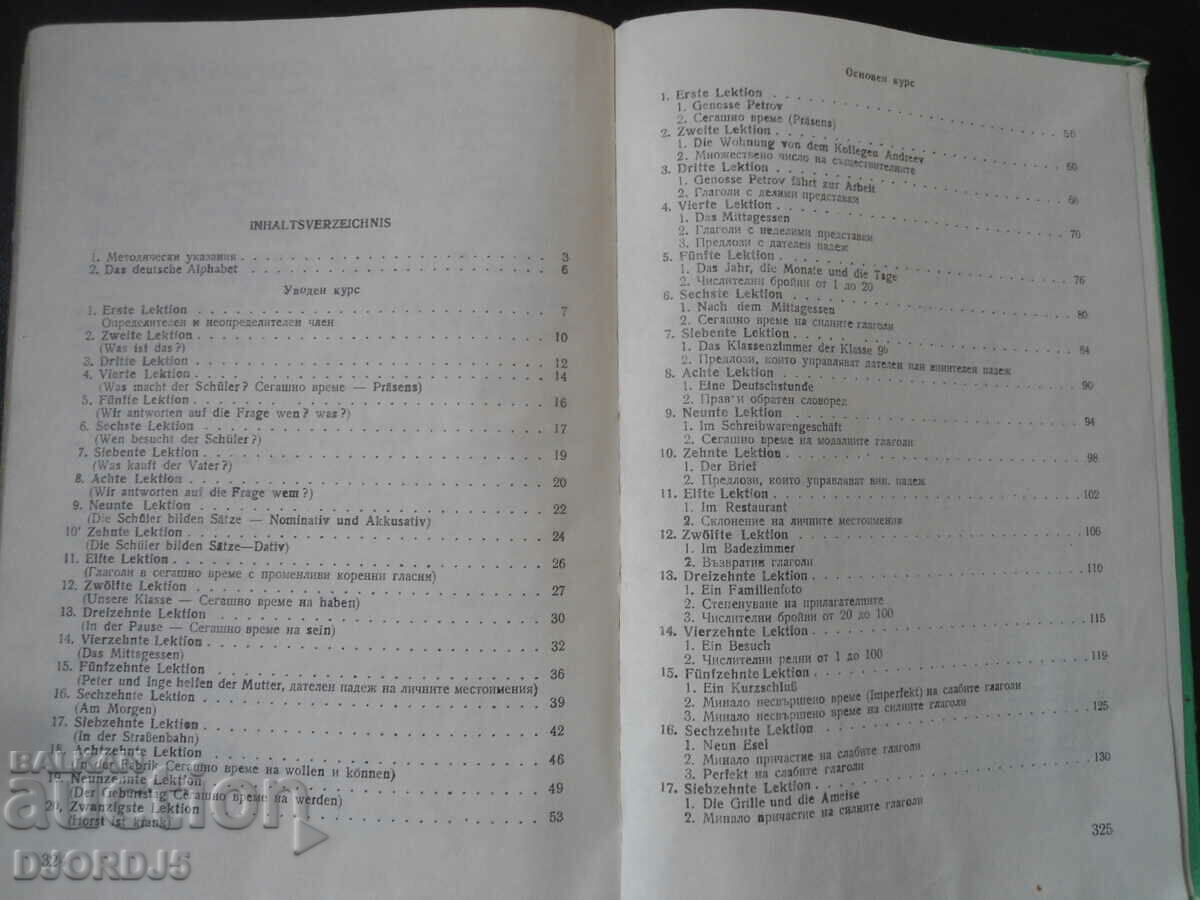 INHALTSVERZEICHNIS
1. Методически указания . . . 3
2. Das deutsche Alphabet . . . 6
Уводен курс
1. Erste Lektion . . . 7
Определителен и неопределителен член
2. Zweite Lektion . . . 10
(Was ist das?)
3. Dritte Lektion . . . 12
4. Vierte Lektion . . . 14
(Was macht der Schüler? Сегашно време — Präsens)
5. Fünfte Lektion . . . 16
(Wir antworten auf die Frage wen? was?)
6. Sechste Lektion . . . 17
(Wen besucht der Schüler?)
7. Siebente Lektion . . . 19
(Was kauft der Vater?)
8. Achte Lektion . . . 20
(Wir antworten auf die Frage wem?)
9. Neunte Lektion . . . 22
(Die Schüler bilden Sätze — Nominativ und Akkusativ)
10. Zehnte Lektion . . . 24
(Die Schüler bilden Sätze—Dativ)
11. Elfte Lektion . . . 26
(Глаголи в сегашно време с променливи коренни гласни)
12. Zwölfte Lektion . . . 27
(Unsere Klasse — Сегашно време на haben)
13. Dreizehnte Lektion . . . 30
(In der Pause — Сегашно време на sein)
14. Vierzehnte Lektion . . . 32
(Das Mittsgessen)
15. Fünfzehnte Lektion . . . 36
(Peter und Inge helfen der Mutter, дателен падеж на личните местоимения)
16. Sechzehnte Lektion . . . 39
(Am Morgen)
17. Siebzehnte Lektion . . . 42
(In der Straßenbahn)
18. Achtzehnte Lektion . . . 46
(In der Fabrik Сегашно време на wollen и können)
19. Neunzehnte Lektion . . . 49
(Der Geburtstag Сегашно време на werden)
20. Zwanzigste Lektion . . . 53
(Horst ist krank)
32
BALKAN
auction
D9ORDJ5
Основен курс
1. Erste Lektion . . . 56
1. Genosse Petrov
2. Сегашно време (Präsens)
2. Zweite Lektion . . . 60
1. Die Wohnung von dem Kollegen Andreev
2. Множествено число на съществителните
3. Dritte Lektion . . . 66
1. Genosse Petrov fährt zur Arbeit
2. Глаголи с делими представки
4. Vierte Lektion . . . 70
1. Das Mittagessen
2. Глаголи с неделими представки
3. Предлози с дателен падеж
5. Fünfte Lektion . . . 76
1. Das Jahr, die Monate und die Tage
2. Числителни бройни от 1 до 20
6. Sechste Lektion . . . 80
1. Nach dem Mittagessen
2. Сегашно време на силните глаголи
7. Siebente Lektion . . . 84
1. Das Klassenzimmer der Klasse 9b
2. Предлози, които управляват дателен или винителен падеж
8. Achte Lektion . . . 90
1. Eine Deutschstunde
2. Прав и обратен словоред
9. Neunte Lektion . . . 94
1. Im Schreibwarengeschäft
2. Сегашно време на модалните глаголи
10. Zehnte Lektion . . . 98
1. Der Brief
2. Предлози, които управляват вин. падеж
11. Elfte Lektion . . . 102
1. Im Restaurant
2. Склонение на личните местоимения
12. Zwölfte Lektion . . . 106
1. Im Badezimmer
2. Възвратни глаголи
13. Dreizehnte Lektion . . . 110
1. Ein Familienfoto
2. Степенуване на прилагателните
3. Числителни бройни от 20 до 100
14. Vierzehnte Lektion . . . 115
1. Ein Besuch
2. Числителни редни от 1 до 100
15. Fünfzehnte Lektion . . . 119
1. Ein Kurzschluß
2. Минало несвършено време (Imperfekt) на слабите глаголи
3. Минало несвършено време на силните глаголи
16. Sechzehnte Lektion . . . 125
1. Neun Esel
2. Минало причастие на слабите глаголи
3. Perfekt на слабите глаголи
17. Siebzehnte Lektion . . . 130
1. Die Grille und die Ameise
2. Минало причастие на силните глаголи
325